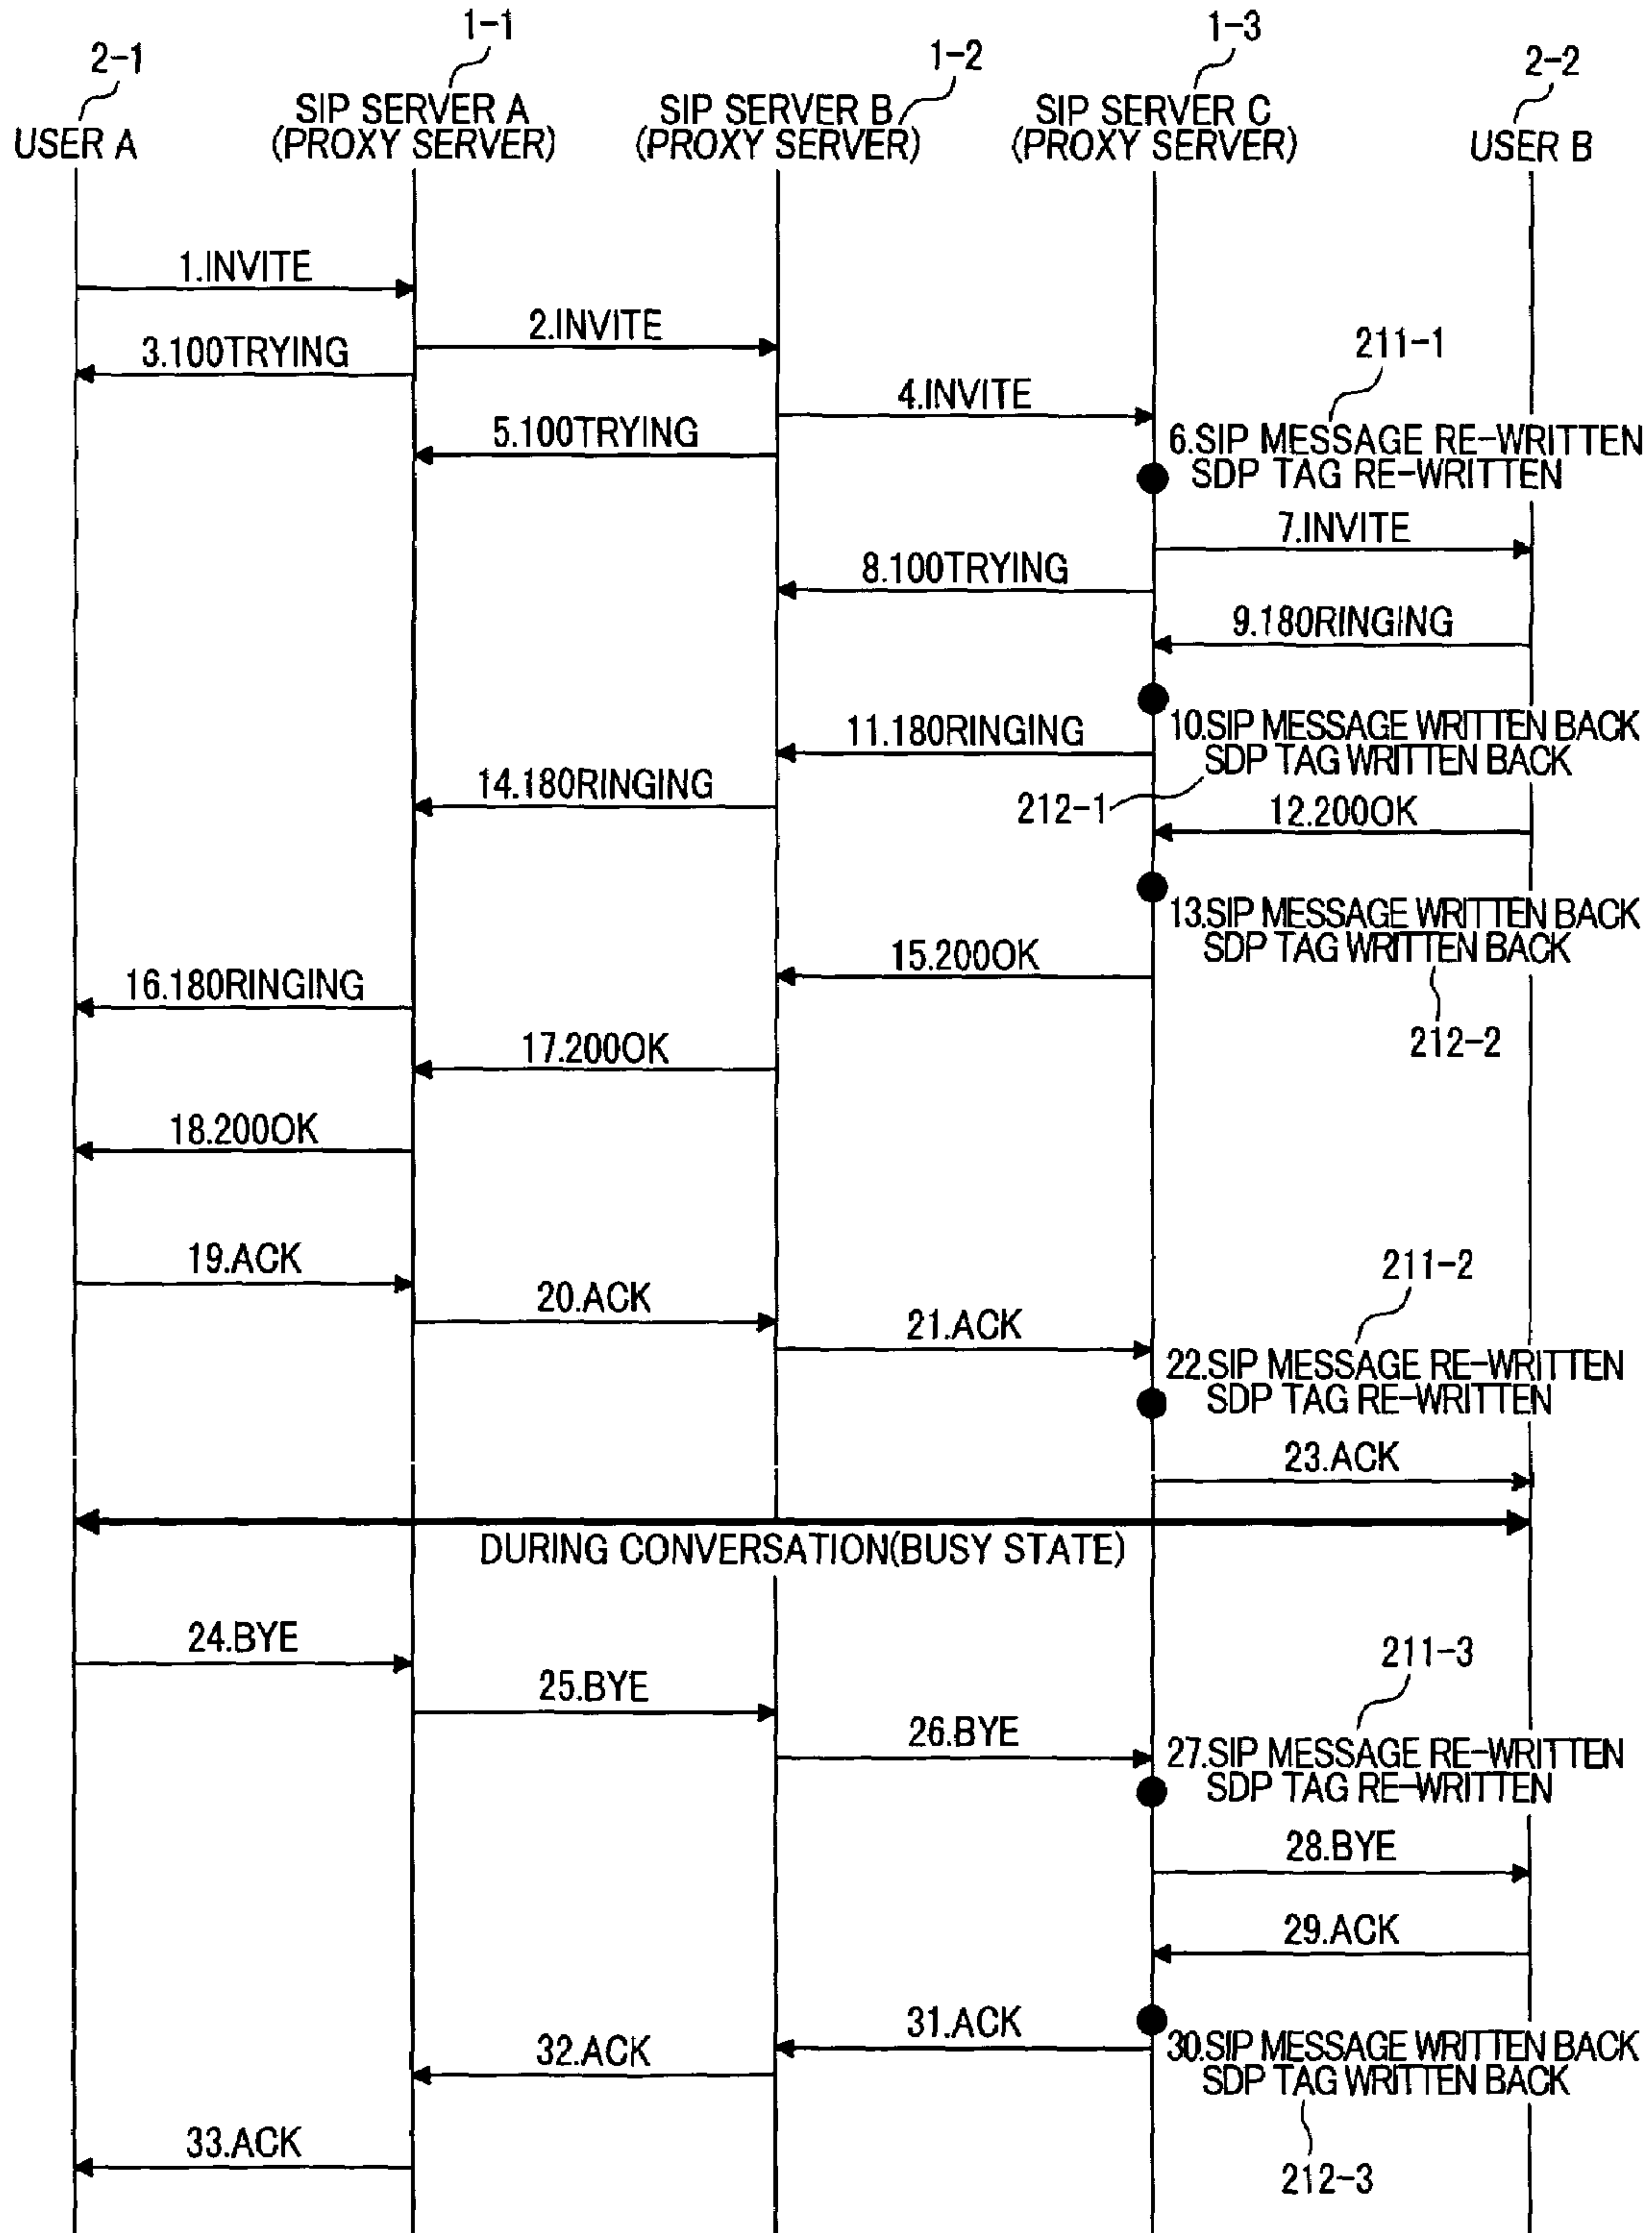 1-1
1-3
2-1
1-2
2-2
SIP SERVER A
(PROXY SERVER)
SIP SERVER B
(PROXY SERVER)
SIP SERVER C
(PROXY SERVER)
USER A
USER B
1.INVITE
2.INVITE
3.100TRYING
211-1
4.INVITE
5.100TRYING
6.SIP MESSAGE RE-WRITTEN
SDP TAG RE-WRITTEN
7.INVITE
8.100TRYING
9.180RINGING
10.SIP MESSAGE WRITTEN BACK
SDP TAG WRITTEN BACK
11.180RINGING
14.180RINGING
212-1
12.200OK
13.SIP MESSAGE WRITTEN BACK
SDP TAG WRITTEN BACK
15.200OK
16.180RINGING
212-2
17.200OK
18.200OK
19.ACK
211-2
20.ACK
21.ACK
22.SIP MESSAGE RE-WRITTEN
SDP TAG RE-WRITTEN
23.ACK
DURING CONVERSATION(BUSY STATE)
24.BYE
211-3
25.BYE
26.BYE
27.SIP MESSAGE RE-WRITTEN
SDP TAG RE-WRITTEN
28.BYE
29.ACK
31.ACK
30.SIP MESSAGE WRITTEN BACK
SDP TAG WRITTEN BACK
32.ACK
33.ACK
212-3